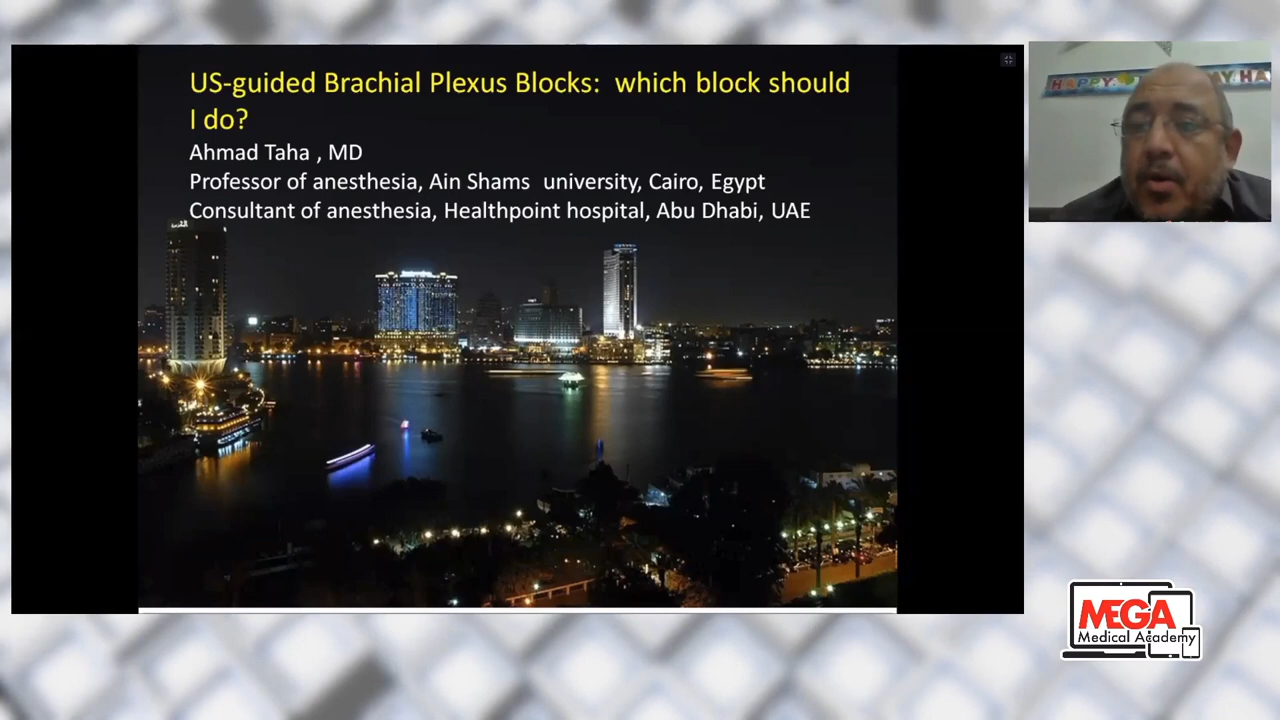 US-guided Brachial Plexus Blocks:  which block should
I do?
Ahmad Taha , MD
Professor of anesthesia, Ain Shams  university, Cairo, Egypt
Consultant of anesthesia, Healthpoint hospital, Abu Dhabi, UAE
HAPPY
MEGA
Medical Academy